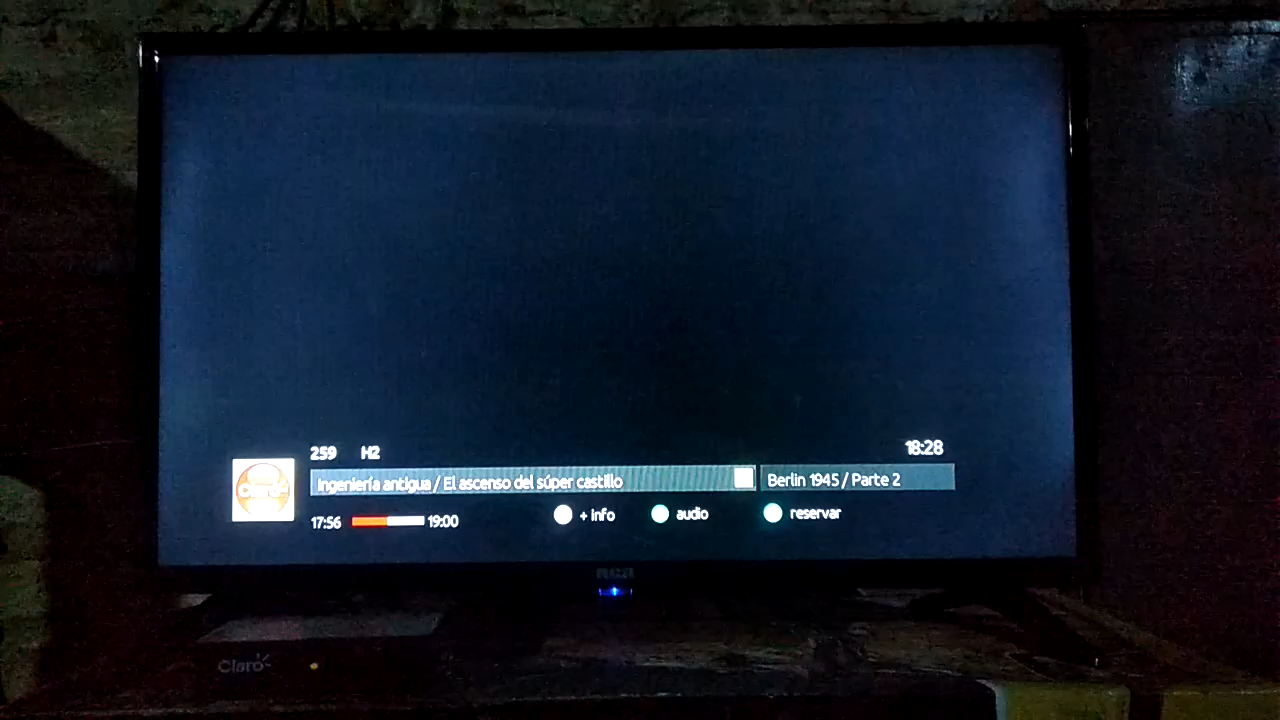 259 H2 18:28
Ingeniería antigua / El ascenso del súper castillo Berlin 1945 / Parte 2
17:56 19:00 + info audio reservar
Claro